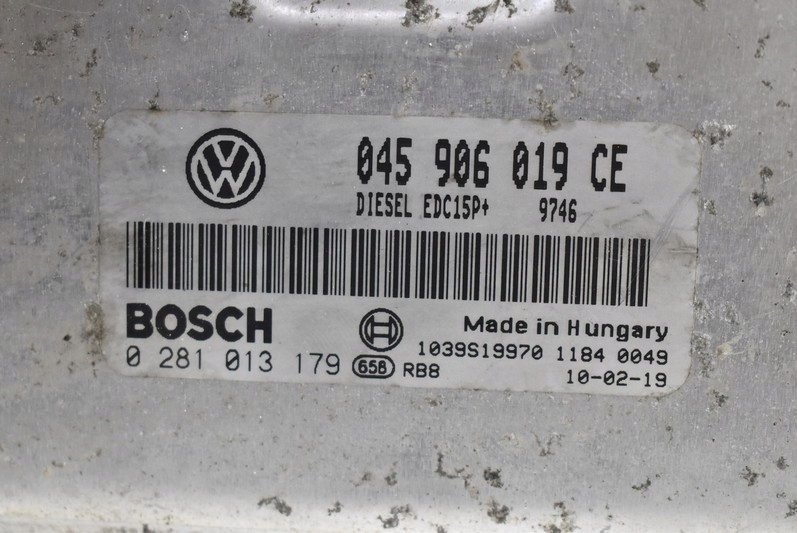 VW
045 906 019 CE
DIESEL EDC15P+ 9746
BOSCH
Made in Hungary
0 281 013 179 658 RB8
1039S19970 1184 0049
10-02-19